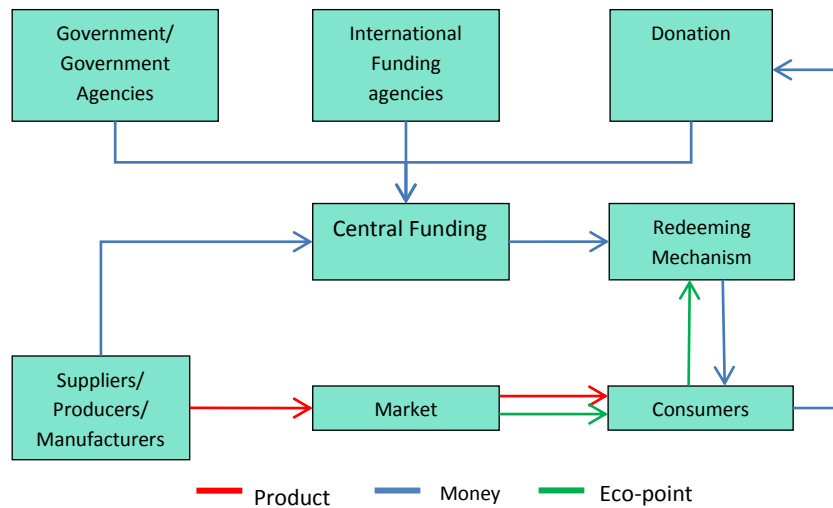 Government/
Government
Agencies
International
Funding
agencies
Donation
Central Funding
Redeeming
Mechanism
Suppliers/
Producers/
Manufacturers
Market
Consumers
Product
Money
Eco-point